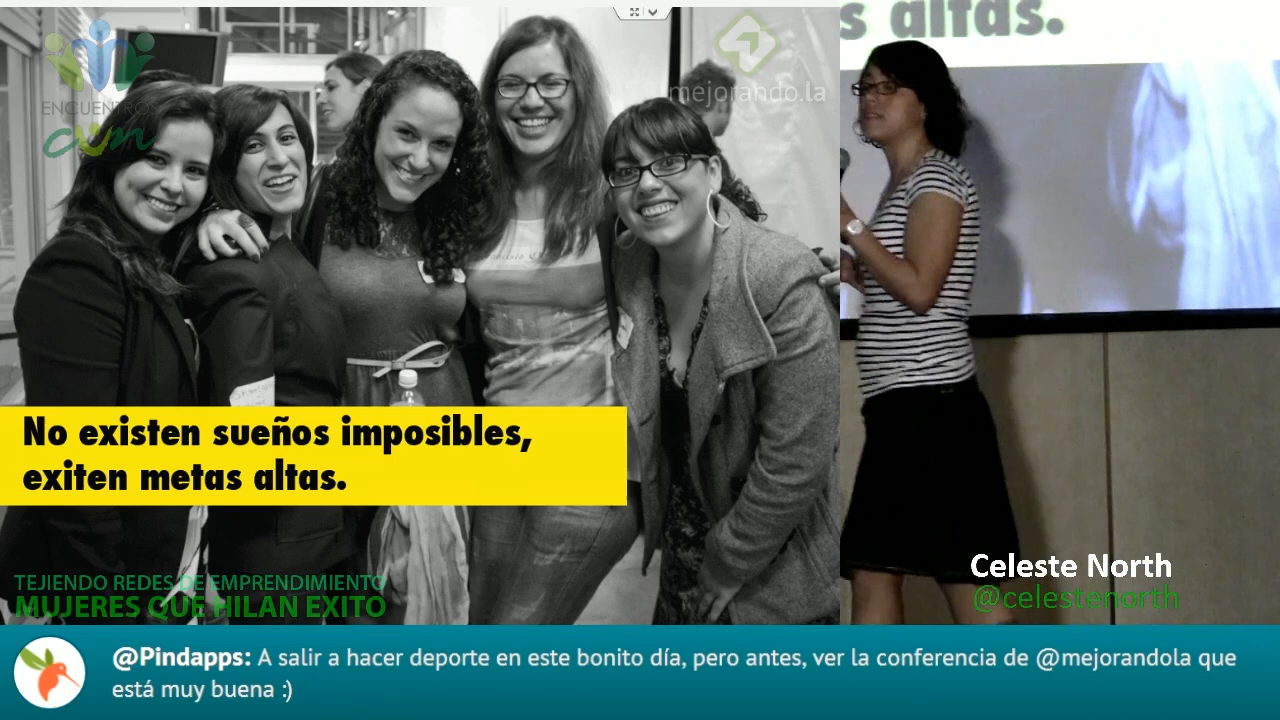 ENCUENTRO
cum
mejorando.la
s altas.
No existen sueños imposibles,
exiten metas altas.
TEJIENDO REDES DE EMPRENDIMIENTO
MUJERES QUE HILAN EXITO
Celeste North
@celestenorth
@Pindapps: A salir a hacer deporte en este bonito día, pero antes, ver la conferencia de @mejorandola que
está muy buena :)